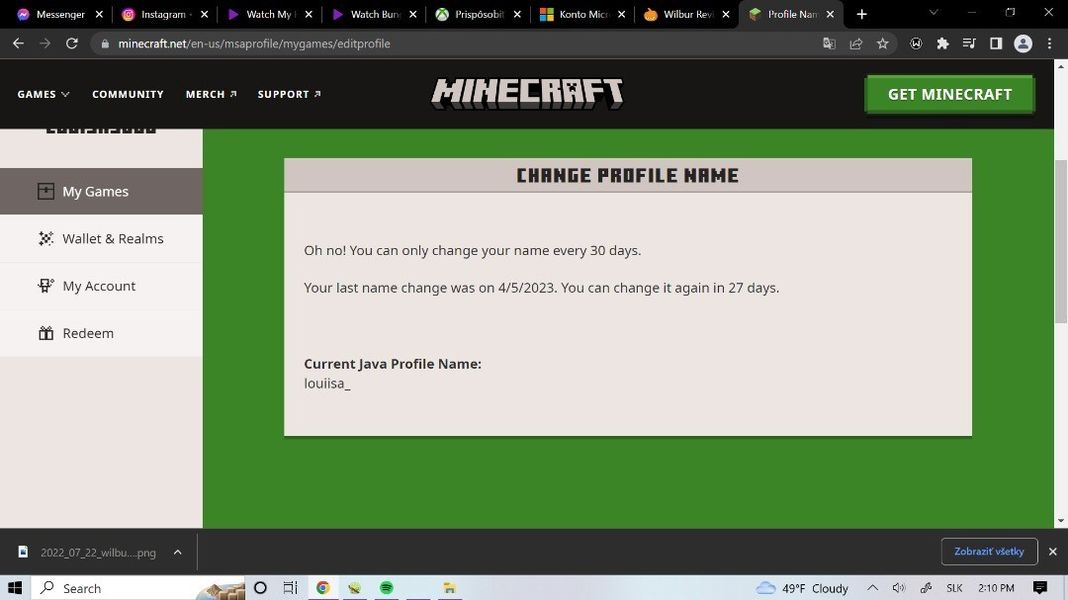 Messenger
Instagram
Watch My
Watch Bun
Prispôsobit
Konto Micr
Wilbur Rev
Profile Nam
minecraft.net/en-us/msaprofile/mygames/editprofile
GAMES COMMUNITY MERCH SUPPORT
MINECRAFT
GET MINECRAFT
My Games
Wallet & Realms
My Account
Redeem
CHANGE PROFILE NAME
Oh no! You can only change your name every 30 days.
Your last name change was on 4/5/2023. You can change it again in 27 days.
Current Java Profile Name:
louiisa_
2022_07_22_wilbu....png
Zobraziť všetky
Search
49°F Cloudy
SLK
2:10 PM